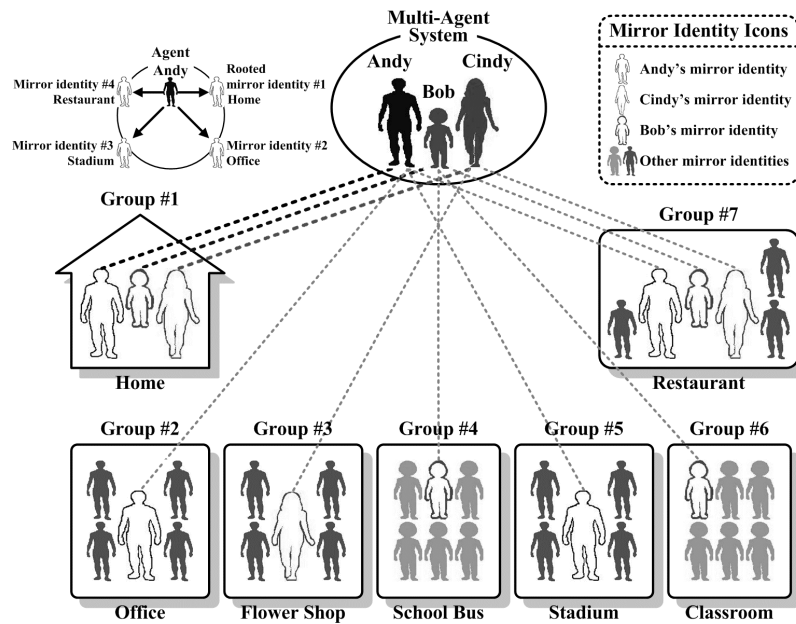 Multi-Agent
System
Andy
Cindy
Bob
Agent
Andy
Mirror identity #4
Restaurant
Rooted
mirror identity #1
Home
Mirror identity #3
Stadium
Mirror identity #2
Office
Mirror Identity Icons
Andy's mirror identity
Cindy's mirror identity
Bob's mirror identity
Other mirror identities
Group #1
Home
Group #7
Restaurant
Group #2
Group #3
Group #4
Group #5
Group #6
Office
Flower Shop
School Bus
Stadium
Classroom